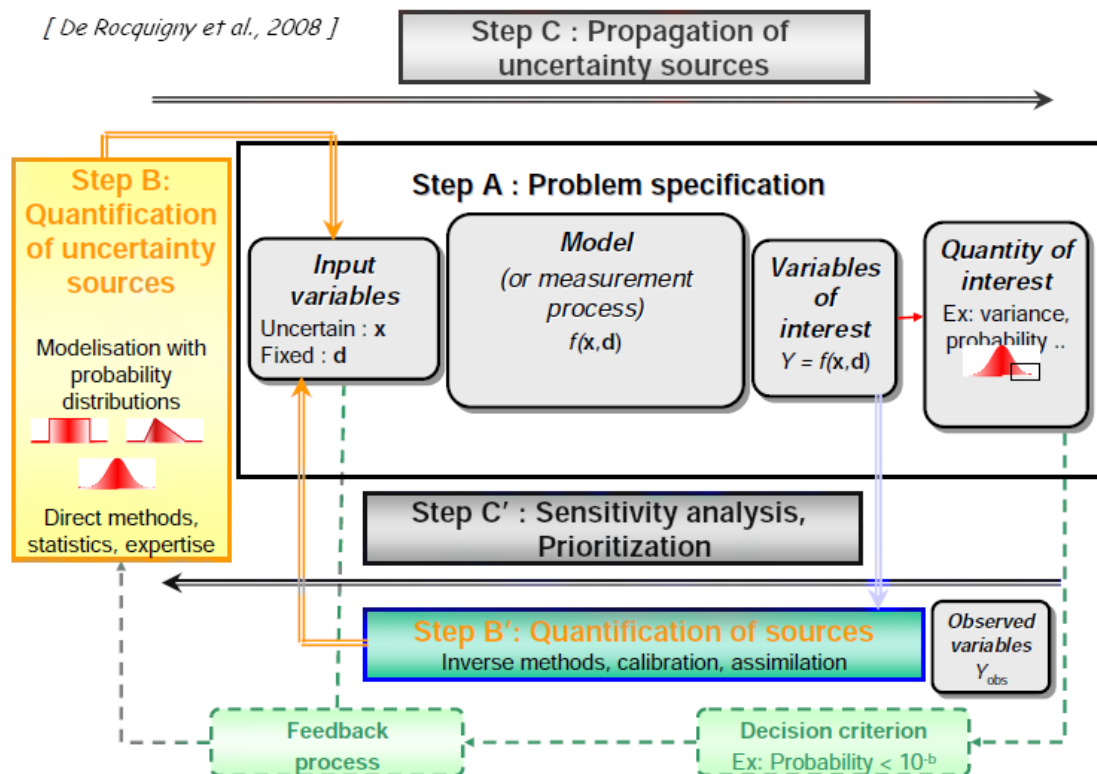 [ De Rocquigny et al., 2008 ]
Step C : Propagation of
uncertainty sources
Step B:
Quantification
of uncertainty
sources
Modelisation with
probability
distributions
Direct methods,
statistics, expertise
Step A : Problem specification
Input
variables
Uncertain : x
Fixed : d
Model
(or measurement
process)
f(x,d)
Variables
of
interest
Y = f(x,d)
Quantity of
interest
Ex: variance,
probability ..
Step C' : Sensitivity analysis,
Prioritization
Step B': Quantification of sources
Inverse methods, calibration, assimilation
Observed
variables
Yobs
Feedback
process
Decision criterion
Ex: Probability < 10-b